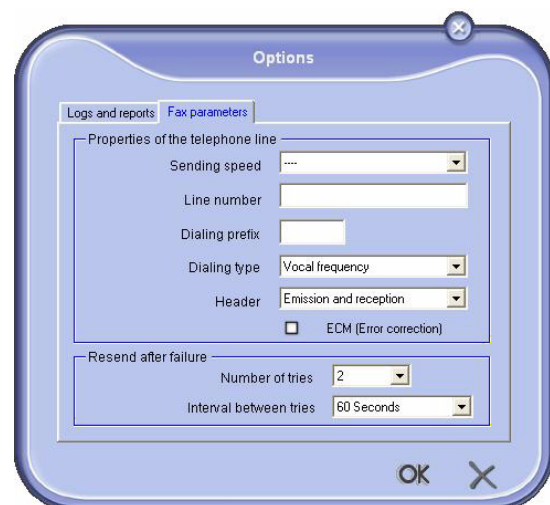 Options
Logs and reports Fax parameters
Properties of the telephone line
Sending speed ----
Line number
Dialing prefix
Dialing type Vocal frequency
Header Emission and reception
ECM (Error correction)
Resend after failure
Number of tries 2
Interval between tries 60 Seconds
OK